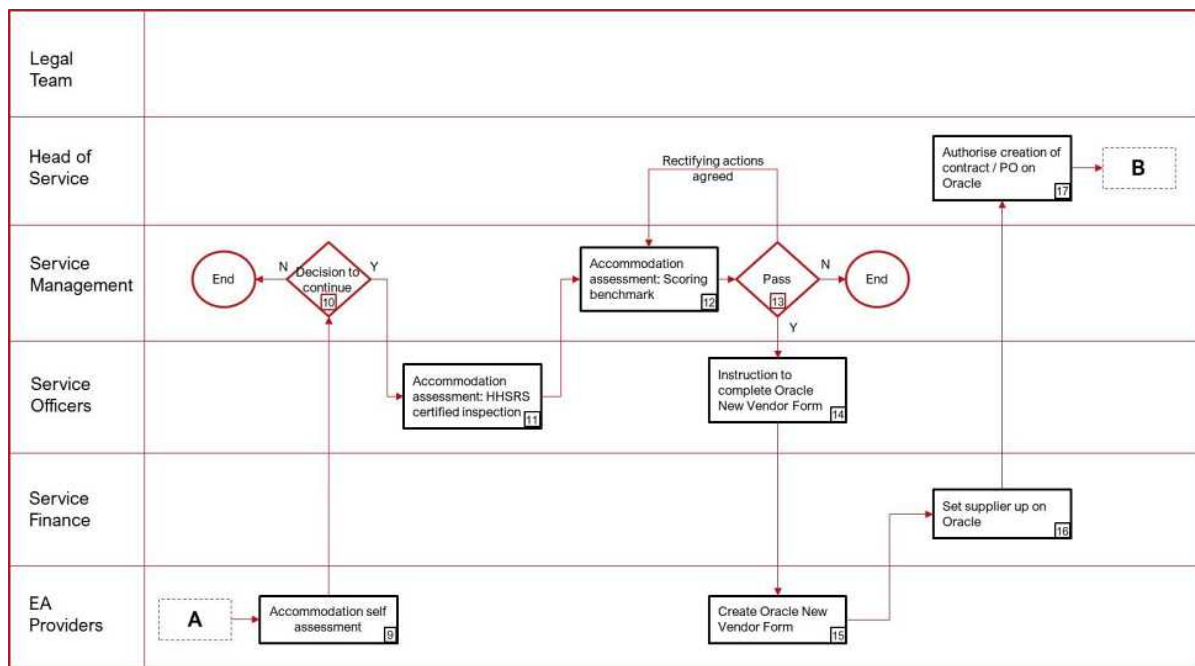 Legal
Team
Head of
Service
Rectifying actions
agreed
Authorise creation of
contract / PO on
Oracle
17
B
Service
Management
End
N
Decision to
continue
10
Y
Accommodation
assessment: Scoring
benchmark
12
Pass
13
N
End
Y
Service
Officers
Accommodation
assessment: HHSRS
certified inspection
11
Instruction to
complete Oracle
New Vendor Form
14
Service
Finance
Set supplier up on
Oracle
16
EA
Providers
A
Accommodation self
assessment
9
Create Oracle New
Vendor Form
15